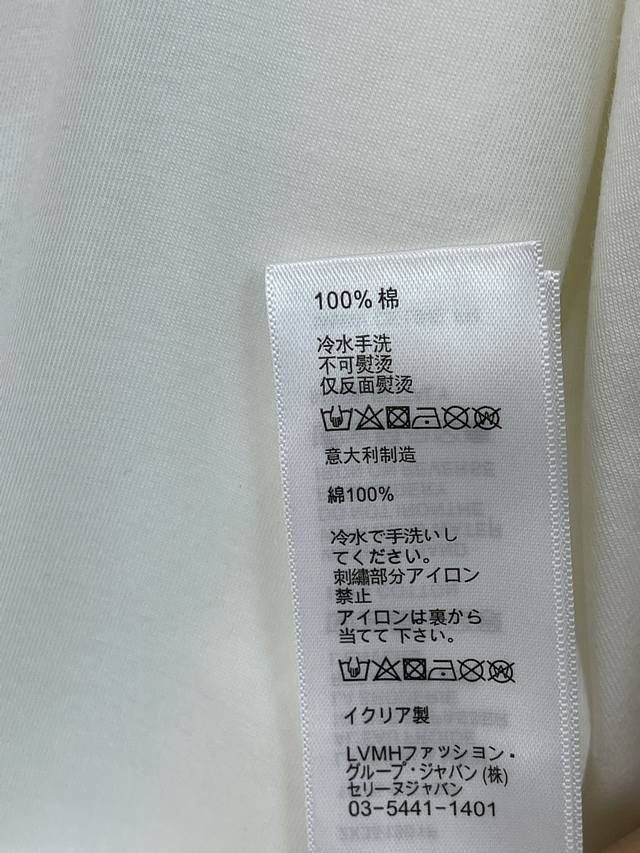 100% 棉
冷水手洗
不可熨烫
仅反面熨烫
意大利制造
綿100%
冷水で手洗いし
てください。
刺繍部分アイロン
禁止
アイロンは裏から
当てて下さい。
イクリア製
LVMHファッション・
グループ・ジャパン(株)
セリーヌジャパン
03-5441-1401